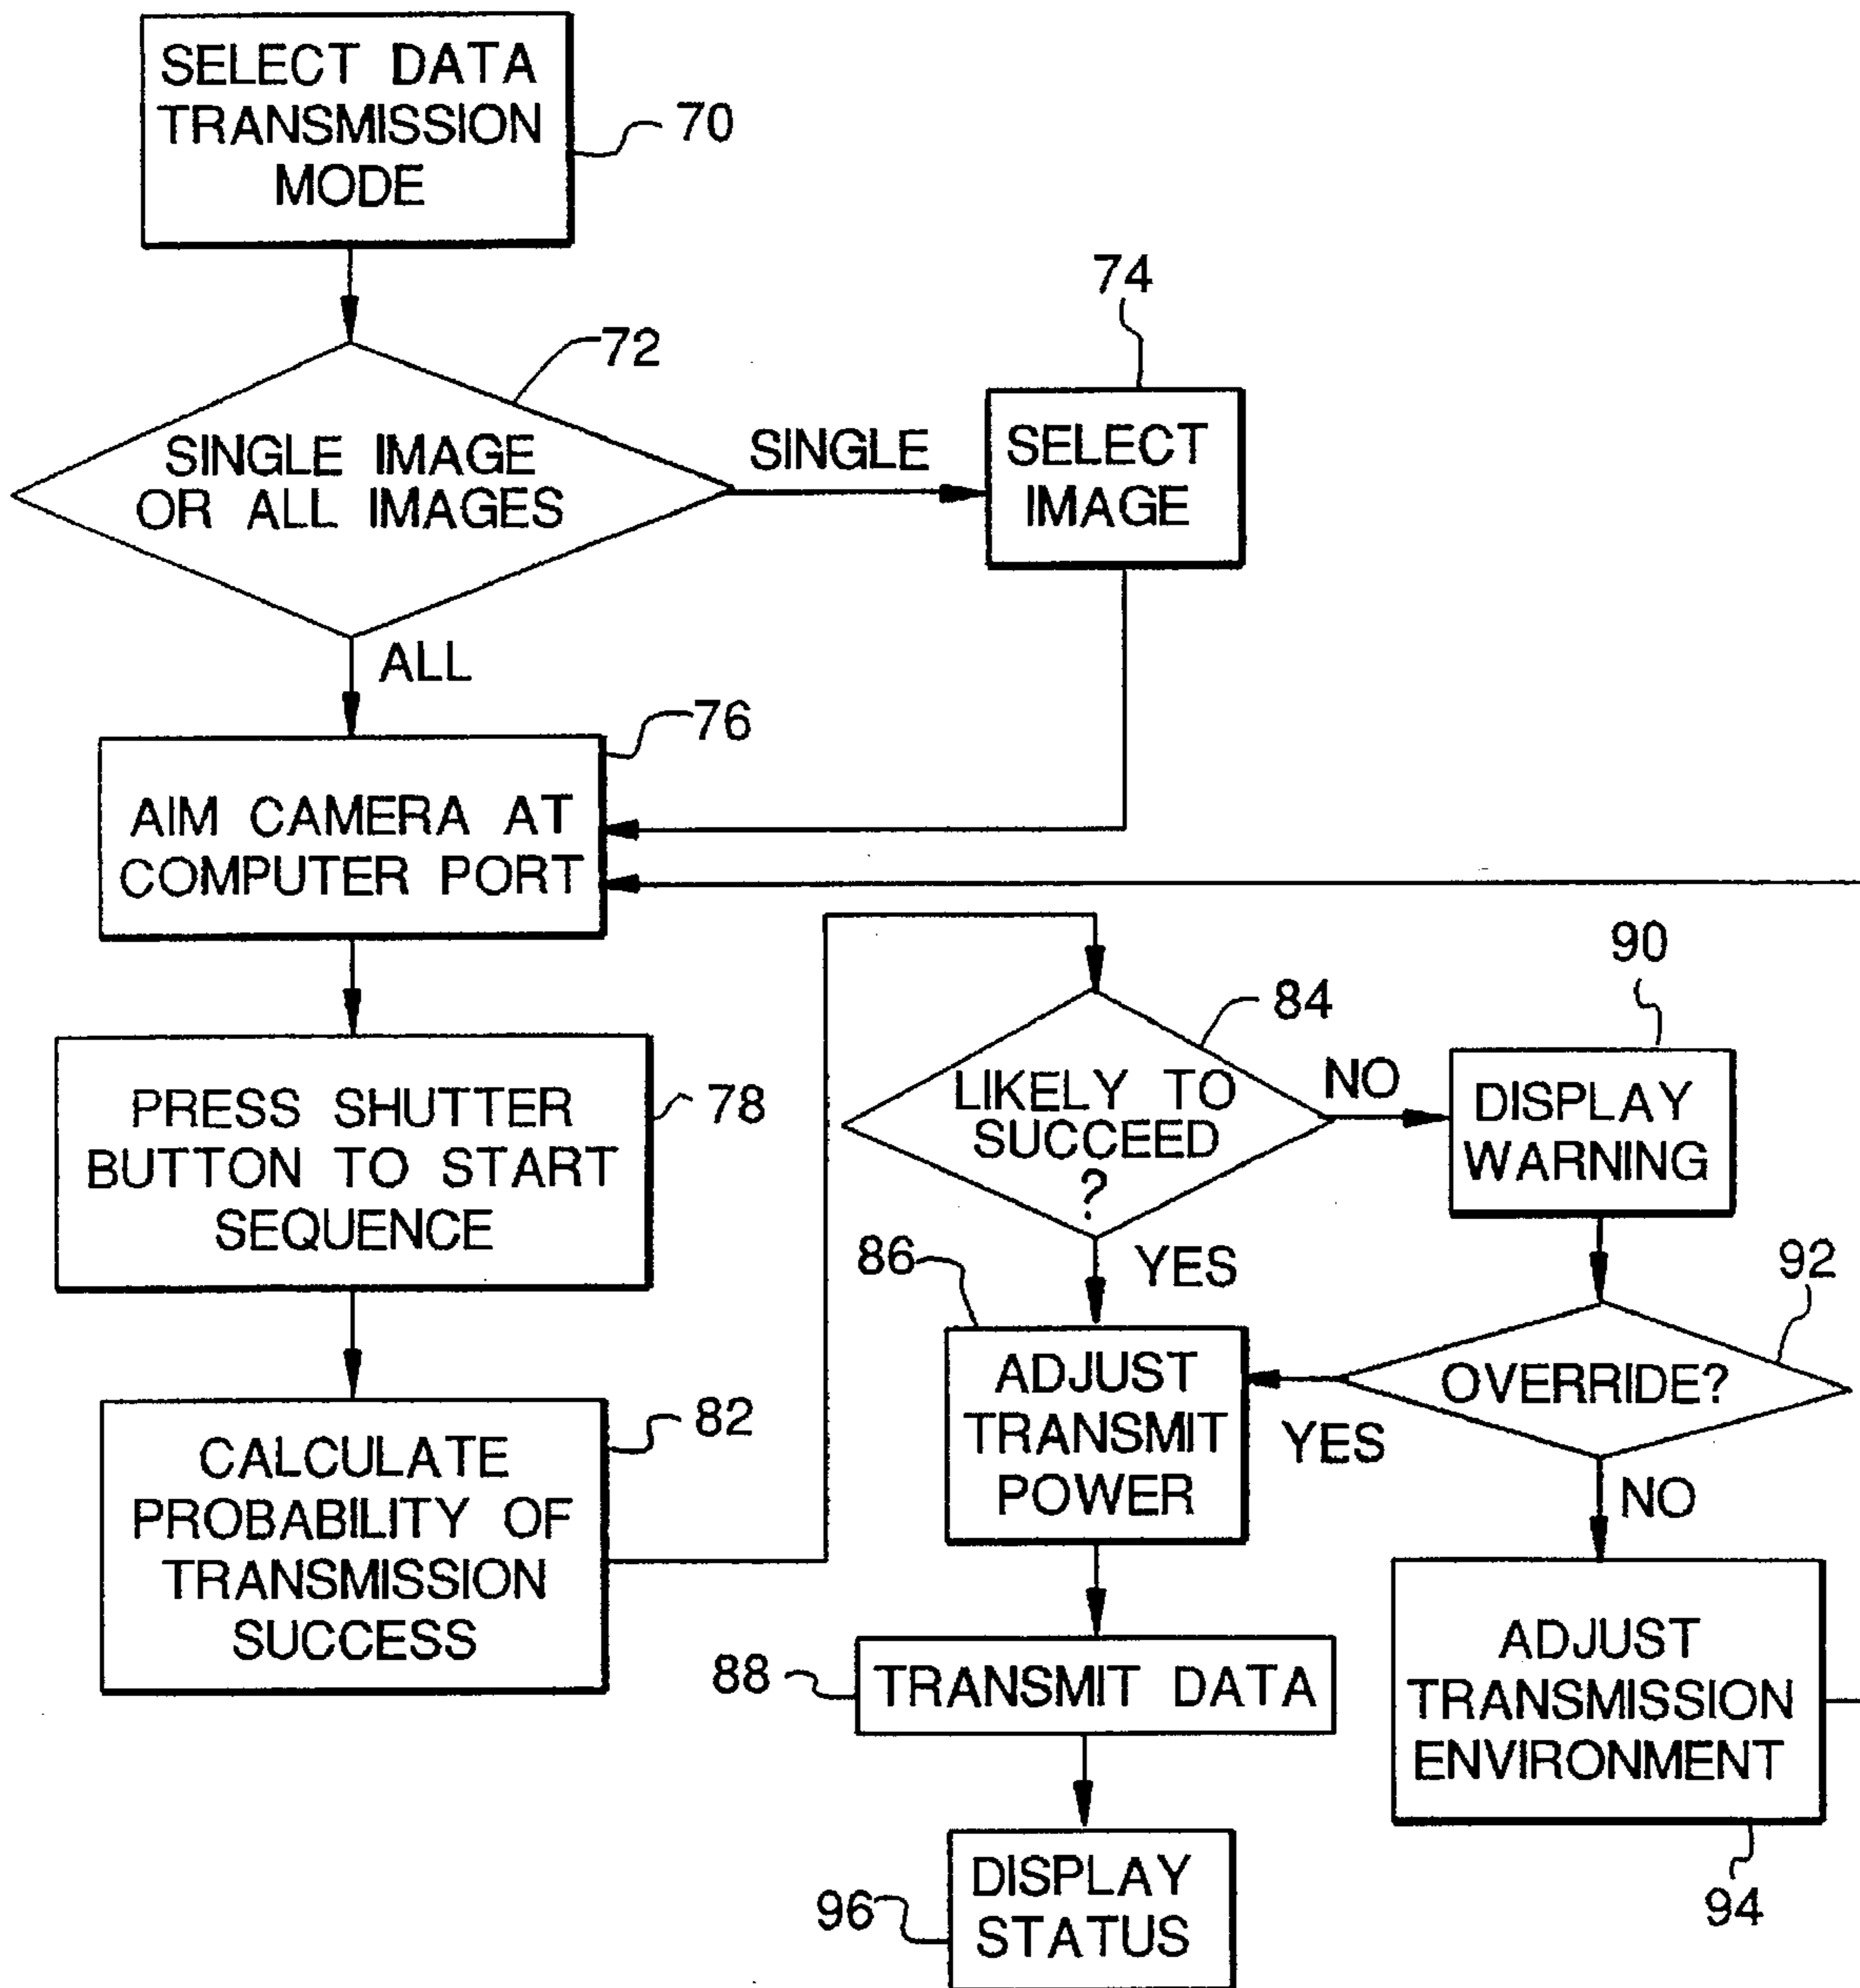 SELECT DATA
TRANSMISSION
MODE
70
72
SINGLE IMAGE
OR ALL IMAGES
SINGLE
74
SELECT
IMAGE
ALL
76
AIM CAMERA AT
COMPUTER PORT
PRESS SHUTTER
BUTTON TO START
SEQUENCE
78
CALCULATE
PROBABILITY OF
TRANSMISSION
SUCCESS
82
84
LIKELY TO
SUCCEED
?
NO
90
DISPLAY
WARNING
YES
86
ADJUST
TRANSMIT
POWER
92
OVERRIDE?
YES
NO
88
TRANSMIT DATA
ADJUST
TRANSMISSION
ENVIRONMENT
94
96
DISPLAY
STATUS